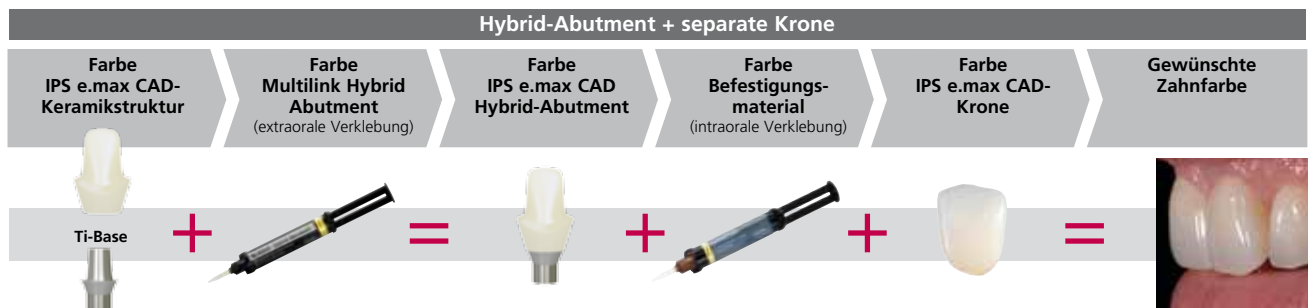 Hybrid-Abutment + separate Krone
Farbe
IPS e.max CAD-
Keramikstruktur
Farbe
Multilink Hybrid
Abutment
(extraorale Verklebung)
Farbe
IPS e.max CAD
Hybrid-Abutment
Farbe
Befestigungs-
material
(intraorale Verklebung)
Farbe
IPS e.max CAD-
Krone
Gewünschte
Zahnfarbe
Ti-Base
+
=
+
+
=